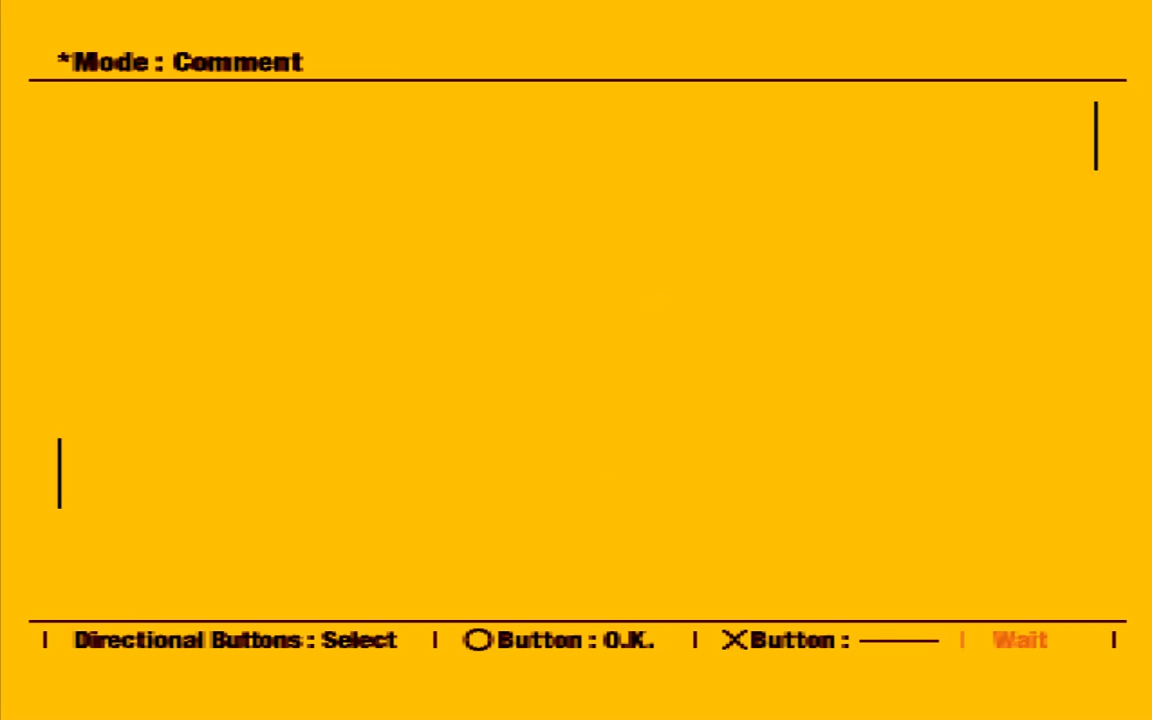 *Mode : Comment
| Directional Buttons : Select | ◯Button : O.K. | ✕Button : ——— | Wait |